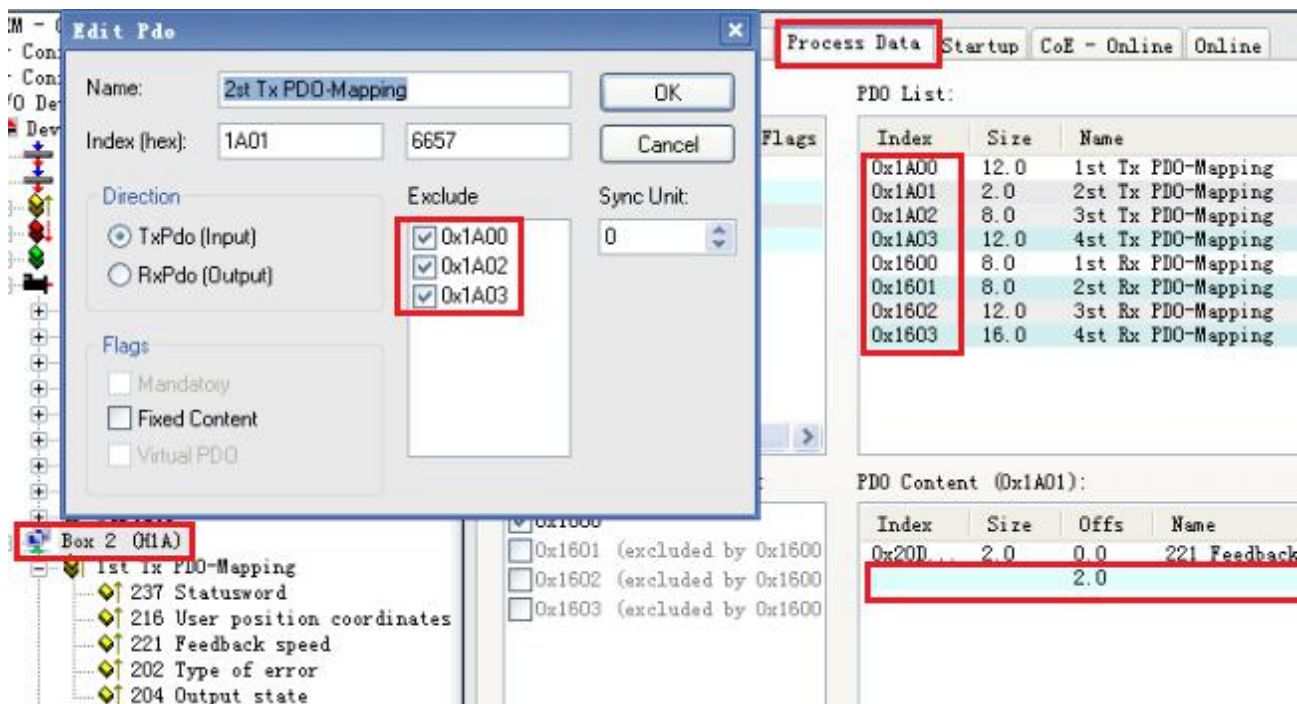 Edit Pdo
Name: 2st Tx PDO-Mapping OK
Index (hex): 1A01 6657 Cancel
Direction Exclude Sync Unit:
TxPdo (Input) 0x1A00 0
RxPdo (Output) 0x1A02
0x1A03
Flags
Mandatory
Fixed Content
Virtual PDO
Process Data Startup CoE - Online Online
PDO List:
Flags Index Size Name
0x1A00 12.0 1st Tx PDO-Mapping
0x1A01 2.0 2st Tx PDO-Mapping
0x1A02 8.0 3st Tx PDO-Mapping
0x1A03 12.0 4st Tx PDO-Mapping
0x1600 8.0 1st Rx PDO-Mapping
0x1601 8.0 2st Rx PDO-Mapping
0x1602 12.0 3st Rx PDO-Mapping
0x1603 16.0 4st Rx PDO-Mapping
PDO Content (0x1A01):
Index Size Offs Name
0x20D... 2.0 0.0 221 Feedback
2.0
0x1600
0x1601 (excluded by 0x1600
0x1602 (excluded by 0x1600
0x1603 (excluded by 0x1600
Box 2 (H1A)
1st Tx PDO-Mapping
237 Statusword
216 User position coordinates
221 Feedback speed
202 Type of error
204 Output state